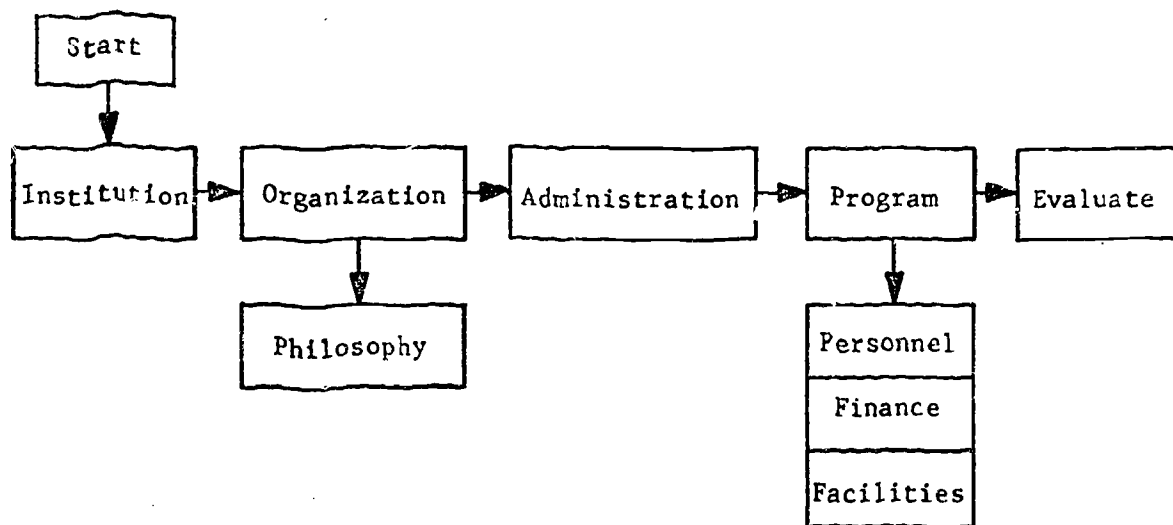 Start
Institution
Organization
Administration
Program
Evaluate
Philosophy
Personnel
Finance
Facilities